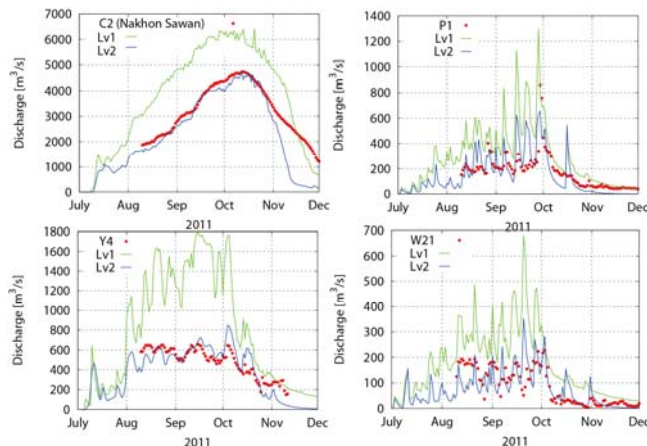 C2 (Nakhon Sawan)
Lv1
Lv2
Discharge [m³/s]
7000
6000
5000
4000
3000
2000
1000
0
July Aug Sep Oct Nov Dec
2011
P1
Lv1
Lv2
Discharge [m³/s]
1400
1200
1000
800
600
400
200
0
July Aug Sep Oct Nov Dec
2011
Y4
Lv1
Lv2
Discharge [m³/s]
1800
1600
1400
1200
1000
800
600
400
200
0
July Aug Sep Oct Nov Dec
2011
W21
Lv1
Lv2
Discharge [m³/s]
700
600
500
400
300
200
100
0
July Aug Sep Oct Nov Dec
2011